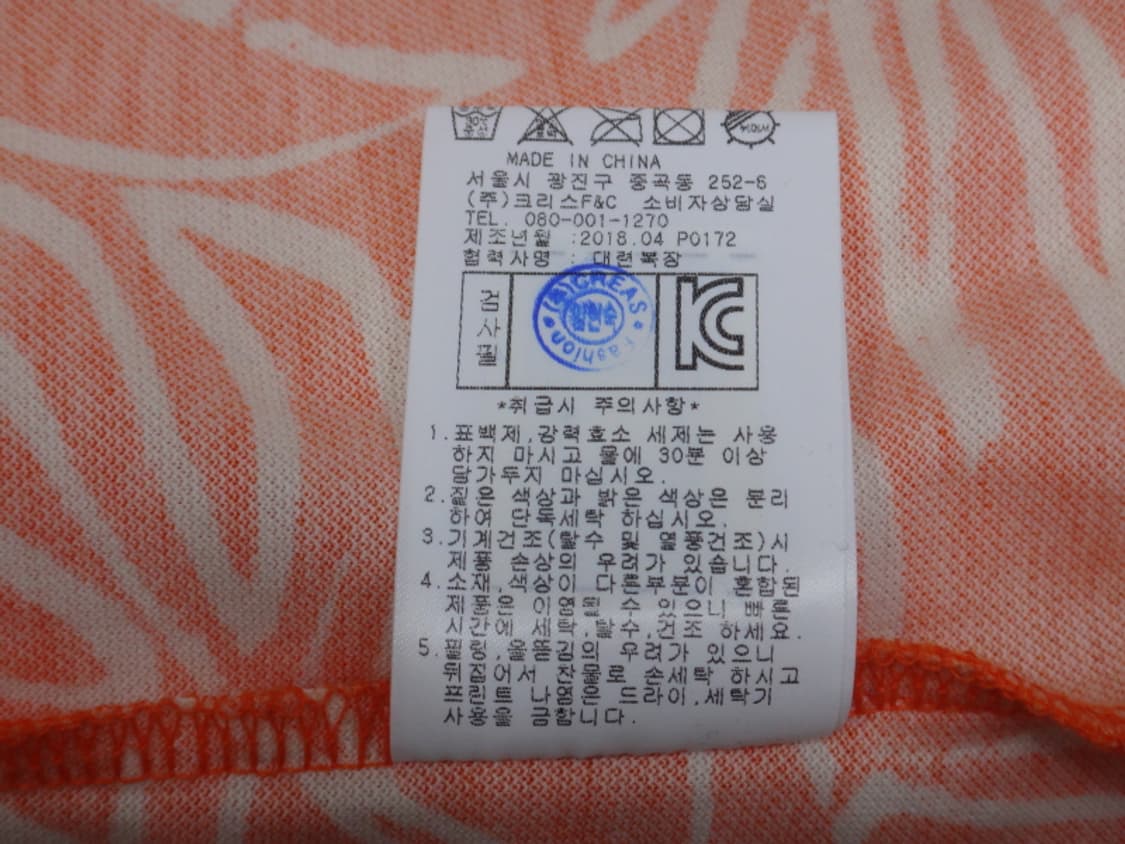 30℃
중성
MADE IN CHINA
서울시 광진구 중곡동 252-6
(주)크리스F&C 소비자상담실
TEL. 080-001-1270
제조년월 :2018.04 P0172
협력사명 : 대련복장
검사필
CREAS
Fashion
KC
*취급시 주의사항*
1.표백제,강력효소 세제는 사용
하지 마시고 물에 30분 이상
담가두지 마십시오.
2.짙은 색상과 밝은 색상은 분리
하여 단독세탁 하십시오.
3.기계건조(탈수 및 열풍건조)시
제품 손상의 우려가 있습니다.
4.소재,색상이 다른부분이 혼합된
제품은 이염될 수 있으니 빠른
시간에 세탁,탈수,건조 하세요.
5.필링,올뜯김의 우려가 있으니
뒤집어서 찬물로 손세탁 하시고
프린트 나염은 드라이,세탁기
사용을 금합니다.